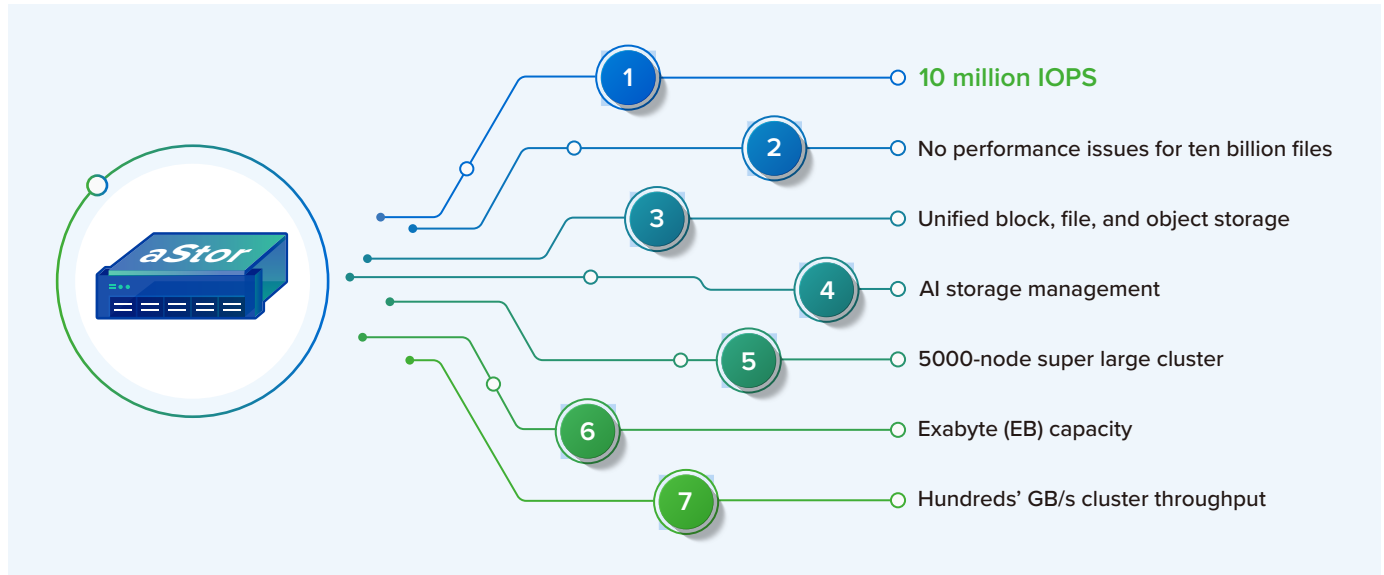 aStor
1
10 million IOPS
2
No performance issues for ten billion files
3
Unified block, file, and object storage
4
AI storage management
5
5000-node super large cluster
6
Exabyte (EB) capacity
7
Hundreds’ GB/s cluster throughput